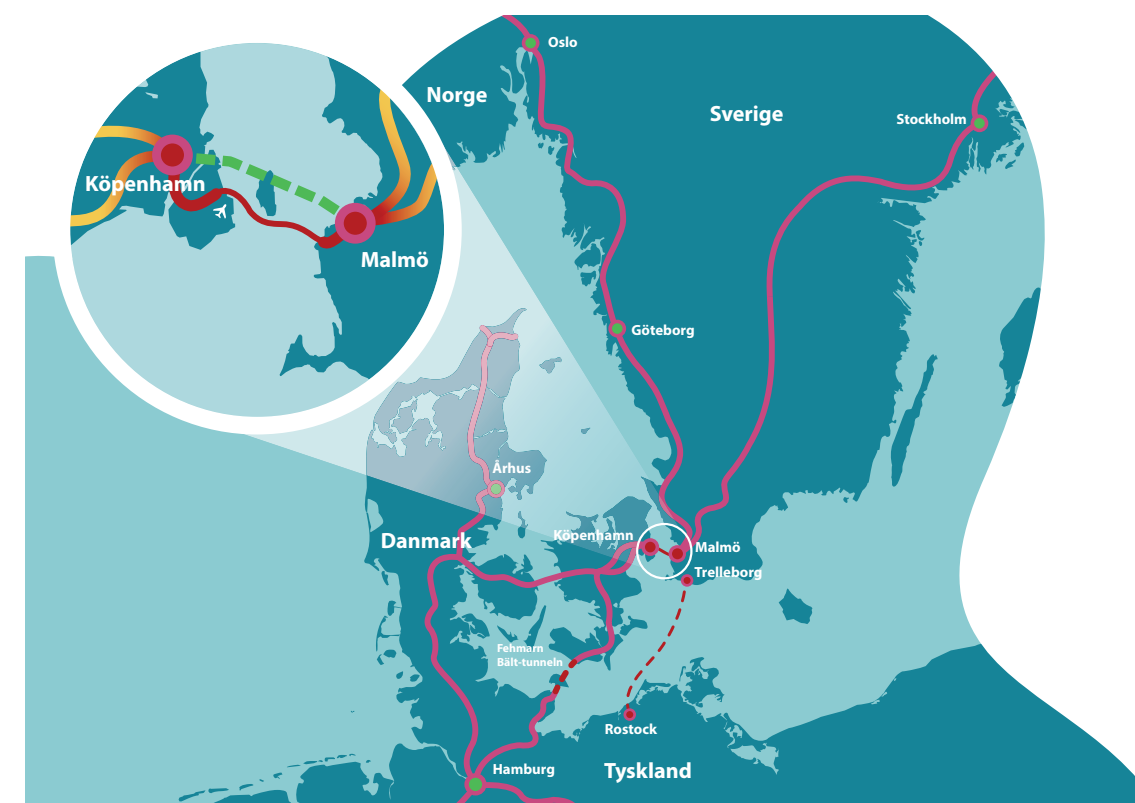 Oslo
Norge
Sverige
Stockholm
Köpenhamn
Malmö
Göteborg
Århus
Danmark
Köpenhamn
Malmö
Trelleborg
Fehmarn
Bält-tunneln
Rostock
Hamburg
Tyskland